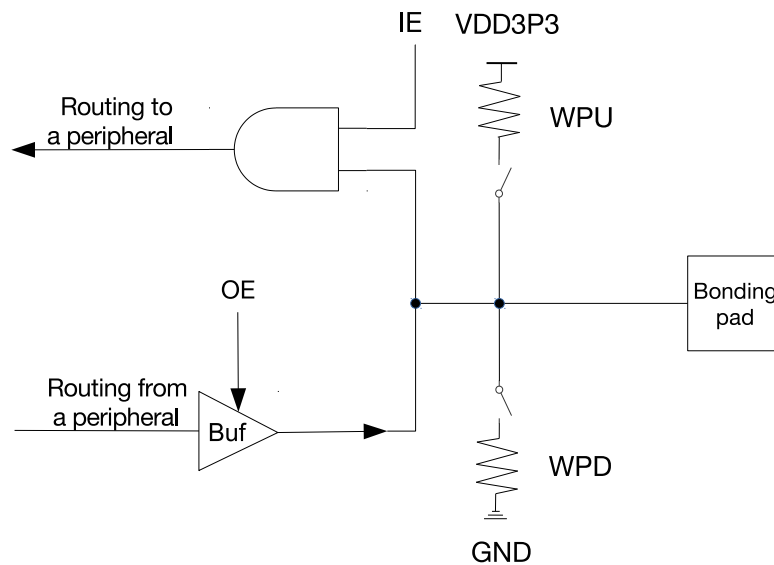 IE
VDD3P3
Routing to
a peripheral
WPU
OE
Bonding
pad
Routing from
a peripheral
Buf
WPD
GND